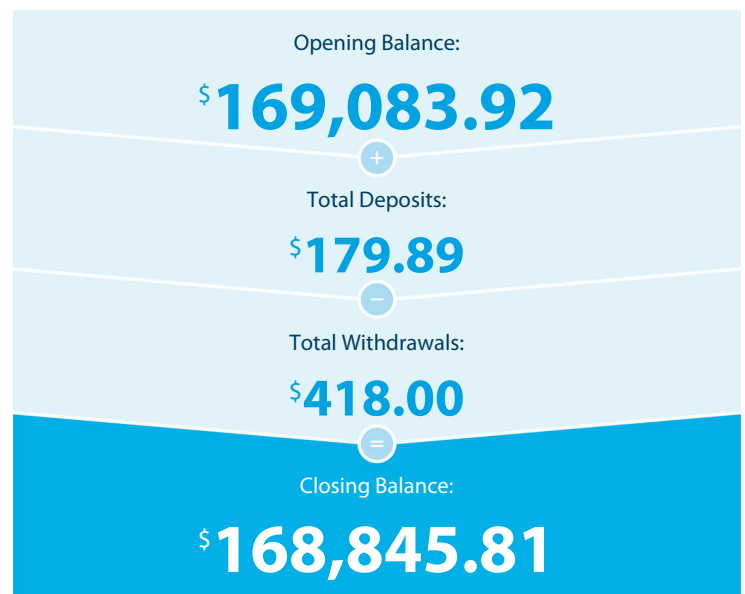 Opening Balance:
$169,083.92
+
Total Deposits:
$179.89
−
Total Withdrawals:
$418.00
=
Closing Balance:
$168,845.81